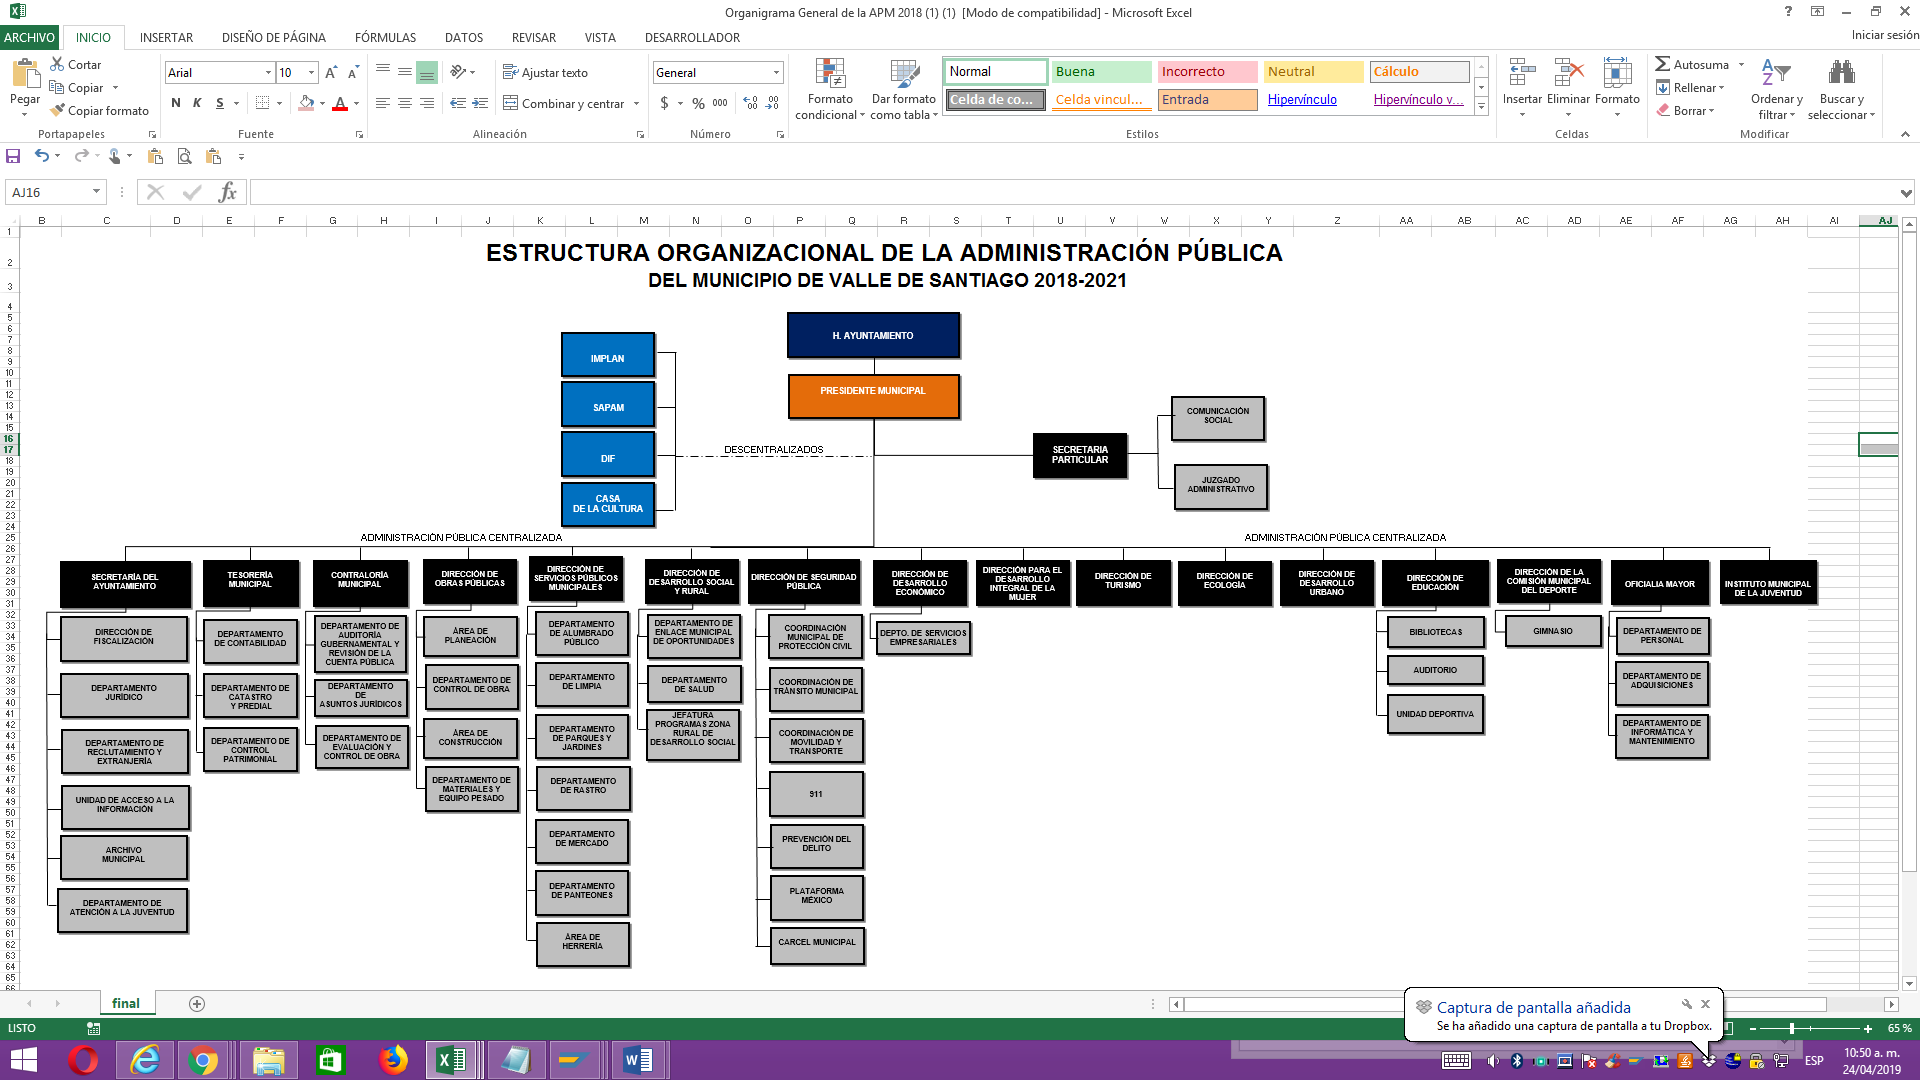 Organigrama General de la APM 2018 (1) (1)  [Modo de compatibilidad] - Microsoft Excel
ARCHIVO INICIO INSERTAR DISEÑO DE PÁGINA FÓRMULAS DATOS REVISAR VISTA DESARROLLADOR
Iniciar sesión
Pegar
Cortar
Copiar
Copiar formato
Portapapeles
Arial 10
N K S
Fuente
Ajustar texto
Combinar y centrar
Alineación
General
$ % 000
Número
Formato condicional
Dar formato como tabla
Normal Buena Incorrecto Neutral Cálculo
Celda de co... Celda vincul... Entrada Hipervínculo Hipervínculo v...
Estilos
Insertar Eliminar Formato
Celdas
Autosuma
Rellenar
Borrar
Ordenar y filtrar
Buscar y seleccionar
Modificar
AJ16
fx
B C D E F G H I J K L M N O P Q R S T U V W X Y Z AA AB AC AD AE AF AG AH AI AJ
ESTRUCTURA ORGANIZACIONAL DE LA ADMINISTRACIÓN PÚBLICA
DEL MUNICIPIO DE VALLE DE SANTIAGO 2018-2021
H. AYUNTAMIENTO
PRESIDENTE MUNICIPAL
IMPLAN
SAPAM
DIF
CASA
DE LA CULTURA
DESCENTRALIZADOS
SECRETARIA
PARTICULAR
COMUNICACIÓN
SOCIAL
JUZGADO
ADMINISTRATIVO
ADMINISTRACIÓN PÚBLICA CENTRALIZADA
ADMINISTRACIÓN PÚBLICA CENTRALIZADA
SECRETARÍA DEL
AYUNTAMIENTO
DIRECCIÓN DE
FISCALIZACIÓN
DEPARTAMENTO
JURÍDICO
DEPARTAMENTO DE
RECLUTAMIENTO Y
EXTRANJERÍA
UNIDAD DE ACCESO A LA
INFORMACIÓN
ARCHIVO
MUNICIPAL
DEPARTAMENTO DE
ATENCIÓN A LA JUVENTUD
TESORERÍA
MUNICIPAL
DEPARTAMENTO
DE CONTABILIDAD
DEPARTAMENTO DE
CATASTRO
Y PREDIAL
DEPARTAMENTO DE
CONTROL
PATRIMONIAL
CONTRALORÍA
MUNICIPAL
DEPARTAMENTO DE
AUDITORÍA
GUBERNAMENTAL Y
REVISIÓN DE LA
CUENTA PÚBLICA
DEPARTAMENTO
DE
ASUNTOS JURÍDICOS
DEPARTAMENTO DE
EVALUACIÓN Y
CONTROL DE OBRA
DIRECCIÓN DE
OBRAS PÚBLICAS
ÁREA DE
PLANEACIÓN
DEPARTAMENTO DE
CONTROL DE OBRA
ÁREA DE
CONSTRUCCIÓN
DEPARTAMENTO DE
MATERIALES Y
EQUIPO PESADO
DIRECCIÓN DE
SERVICIOS PÚBLICOS
MUNICIPALES
DEPARTAMENTO
DE ALUMBRADO
PÚBLICO
DEPARTAMENTO
DE LIMPIA
DEPARTAMENTO
DE PARQUES Y
JARDINES
DEPARTAMENTO
DE RASTRO
DEPARTAMENTO
DE MERCADO
DEPARTAMENTO
DE PANTEONES
ÁREA DE
HERRERÍA
DIRECCIÓN DE
DESARROLLO SOCIAL
Y RURAL
DEPARTAMENTO DE
ENLACE MUNICIPAL
DE OPORTUNIDADES
DEPARTAMENTO
DE SALUD
JEFATURA
PROGRAMAS ZONA
RURAL DE
DESARROLLO SOCIAL
DIRECCIÓN DE SEGURIDAD
PÚBLICA
COORDINACIÓN
MUNICIPAL DE
PROTECCIÓN CIVIL
COORDINACIÓN DE
TRÁNSITO MUNICIPAL
COORDINACIÓN DE
MOVILIDAD Y
TRANSPORTE
911
PREVENCIÓN DEL
DELITO
PLATAFORMA
MÉXICO
CARCEL MUNICIPAL
DIRECCIÓN DE
DESARROLLO
ECONÓMICO
DEPTO. DE SERVICIOS
EMPRESARIALES
DIRECCIÓN PARA EL
DESARROLLO
INTEGRAL DE LA
MUJER
DIRECCIÓN DE
TURISMO
DIRECCIÓN DE
ECOLOGÍA
DIRECCIÓN DE
DESARROLLO
URBANO
DIRECCIÓN DE
EDUCACIÓN
BIBLIOTECAS
AUDITORIO
UNIDAD DEPORTIVA
DIRECCIÓN DE LA
COMISIÓN MUNICIPAL
DEL DEPORTE
GIMNASIO
OFICIALIA MAYOR
DEPARTAMENTO DE
PERSONAL
DEPARTAMENTO DE
ADQUISICIONES
DEPARTAMENTO DE
INFORMÁTICA Y
MANTENIMIENTO
INSTITUTO MUNICIPAL
DE LA JUVENTUD
final
LISTO
65 %
Captura de pantalla añadida
Se ha añadido una captura de pantalla a tu Dropbox.
ESP
10:50 a. m.
24/04/2019